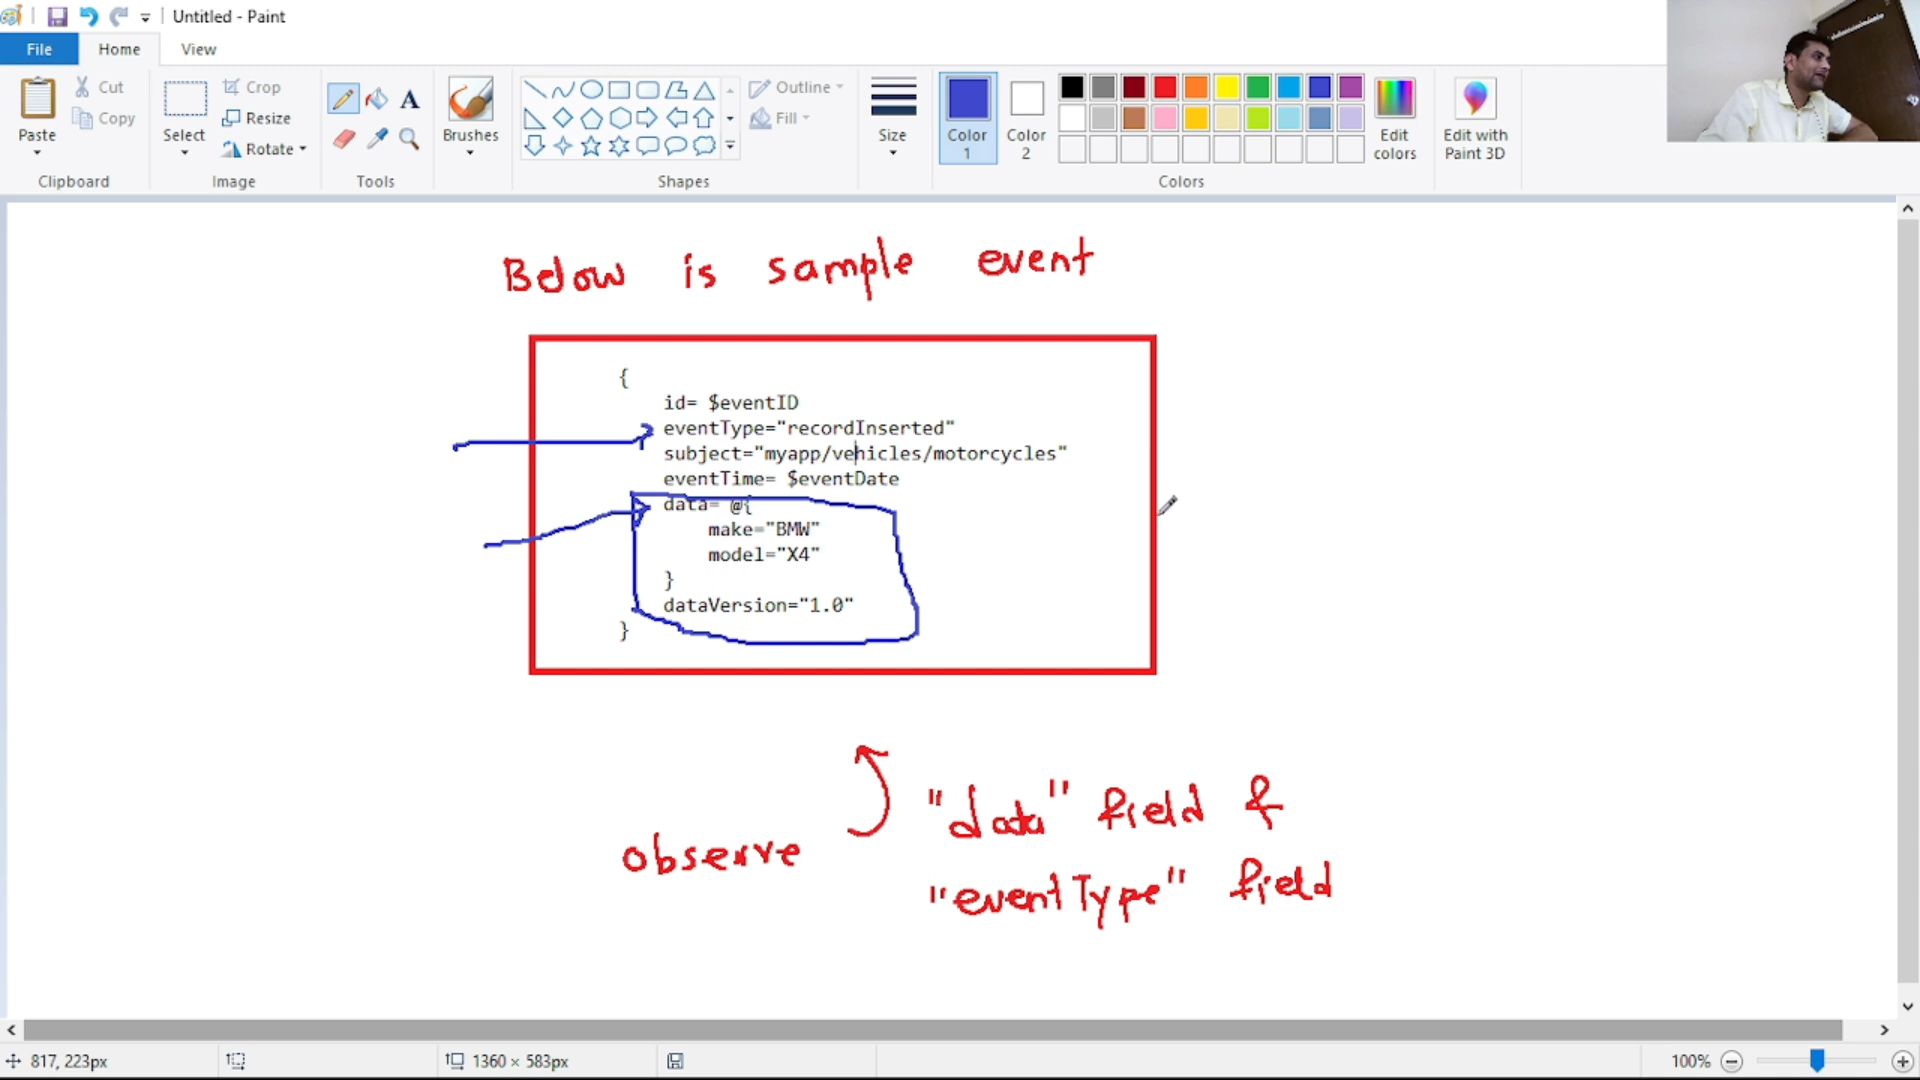 Untitled - Paint
File Home View
Paste
Cut
Copy
Clipboard
Select
Crop
Resize
Rotate
Image
Tools
Brushes
Shapes
Outline
Fill
Size
Color 1
Color 2
Colors
Edit colors
Edit with Paint 3D
Below is sample event
{
id= $eventID
eventType="recordInserted"
subject="myapp/vehicles/motorcycles"
eventTime= $eventDate
data= @{
make="BMW"
model="X4"
}
dataVersion="1.0"
}
observe
"data" field &
"eventType" field
817, 223px
1360 × 583px
100%